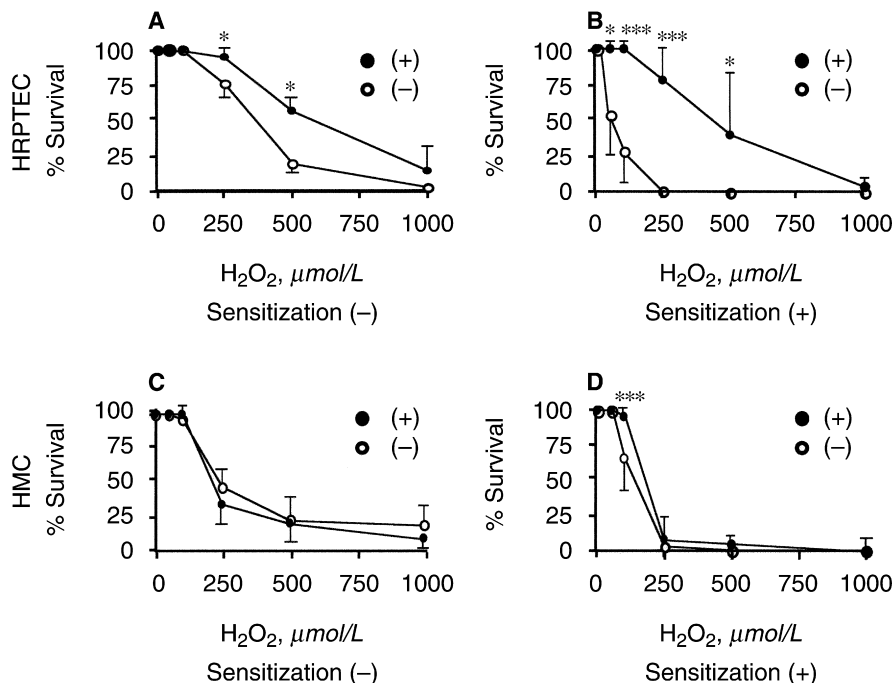 A
B
* *
* *** *** *
100 75 50 25 0
(+)
(–)
100 75 50 25 0
(+)
(–)
HRPTEC
% Survival
% Survival
0 250 500 750 1000
0 250 500 750 1000
H₂O₂, μmol/L
H₂O₂, μmol/L
Sensitization (–)
Sensitization (+)
C
D
***
100 75 50 25 0
(+)
(–)
100 75 50 25 0
(+)
(–)
HMC
% Survival
% Survival
0 250 500 750 1000
0 250 500 750 1000
H₂O₂, μmol/L
H₂O₂, μmol/L
Sensitization (–)
Sensitization (+)